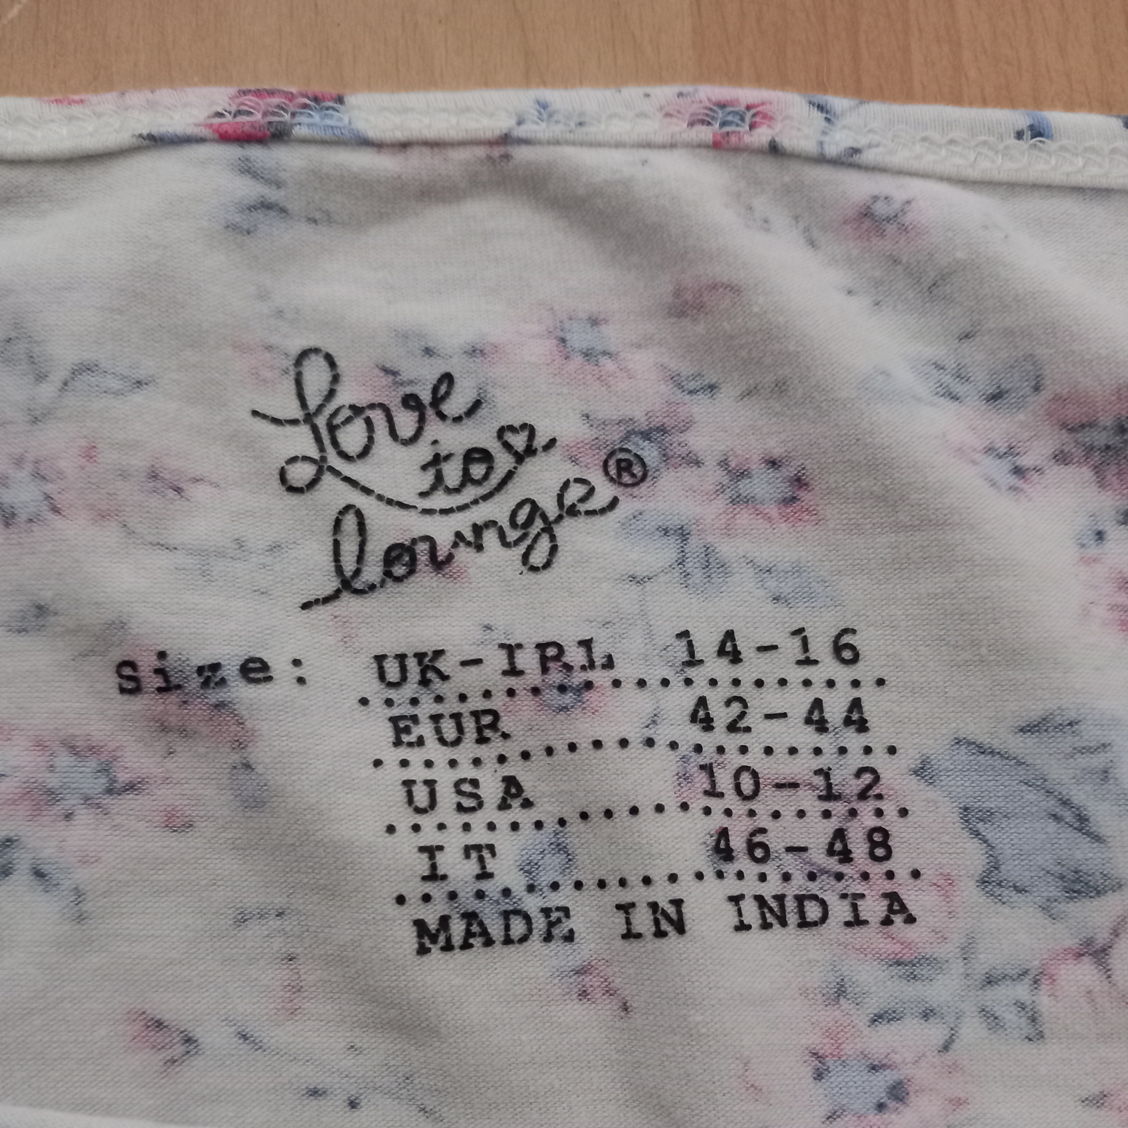 Love
to
lounge®
Size: UK-IRL 14-16
EUR 42-44
USA 10-12
IT 46-48
MADE IN INDIA